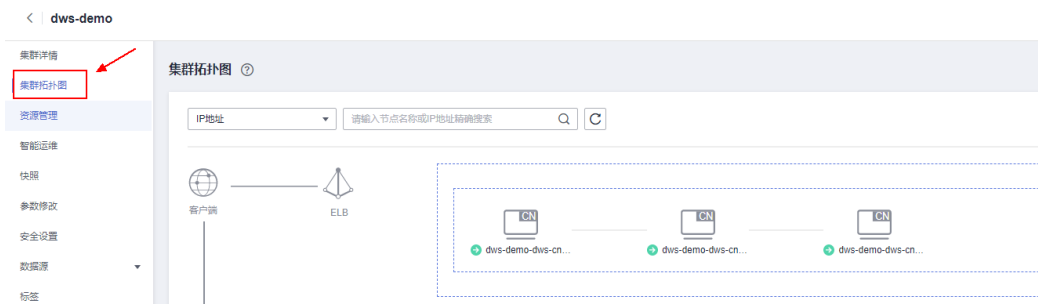 dws-demo
集群详情
集群拓扑图
资源管理
智能运维
快照
参数修改
安全设置
数据源
标签
集群拓扑图
IP地址
请输入节点名称或IP地址精确搜索
客户端
ELB
CN
CN
CN
dws-demo-dws-cn...
dws-demo-dws-cn...
dws-demo-dws-cn...